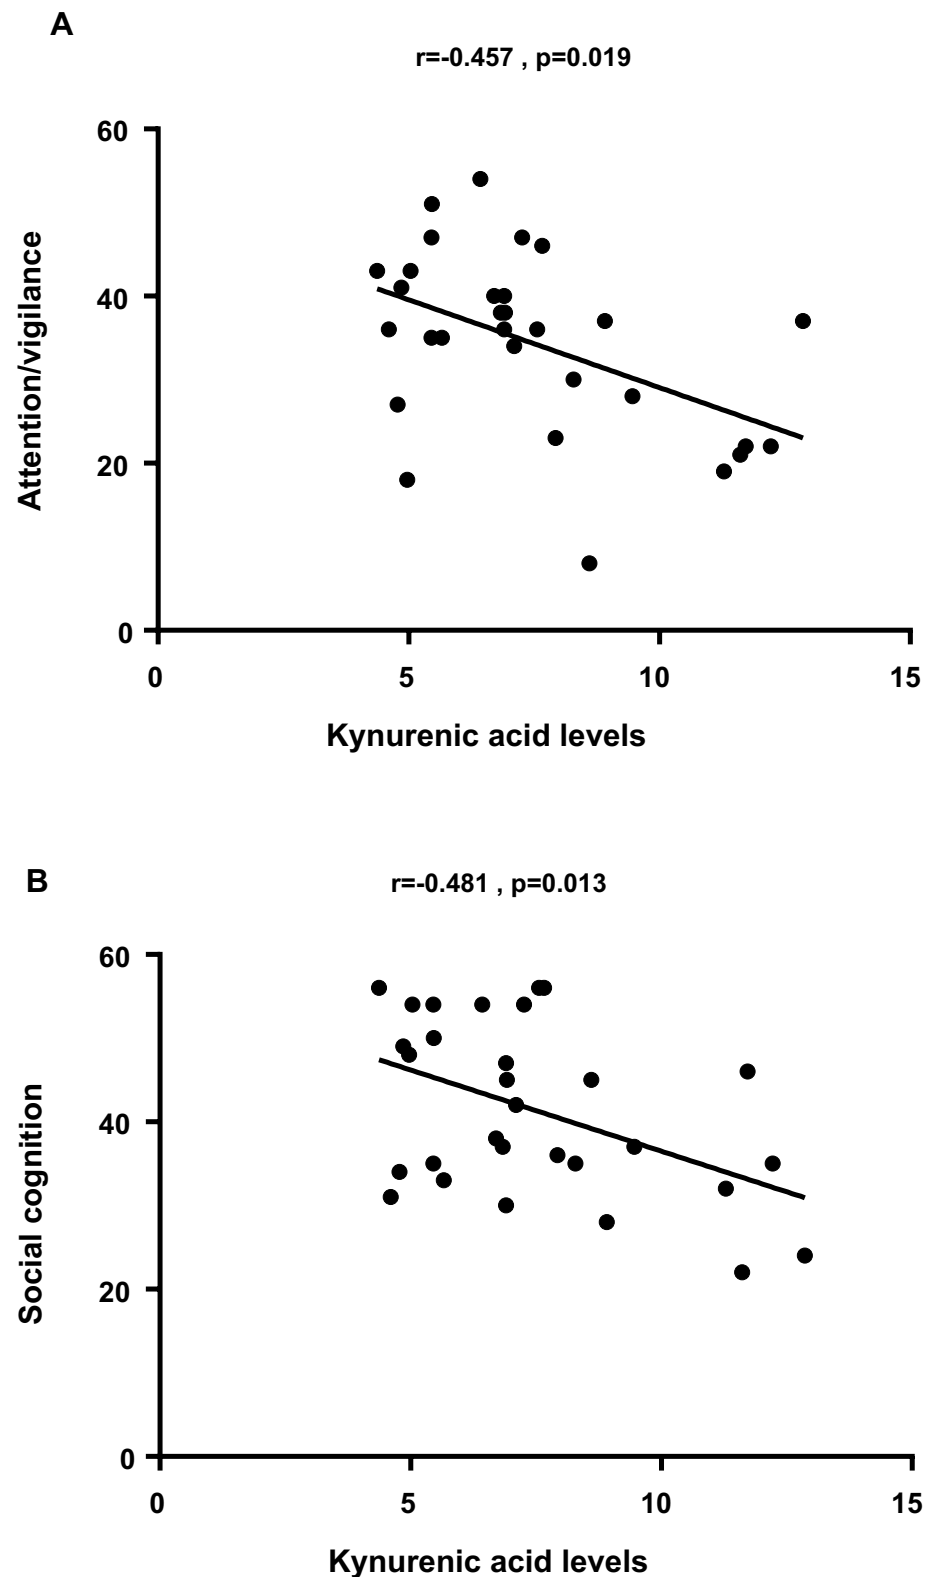 A
r=-0.457 , p=0.019
60
40
20
0
Attention/vigilance
0 5 10 15
Kynurenic acid levels
B
r=-0.481 , p=0.013
60
40
20
0
Social cognition
0 5 10 15
Kynurenic acid levels